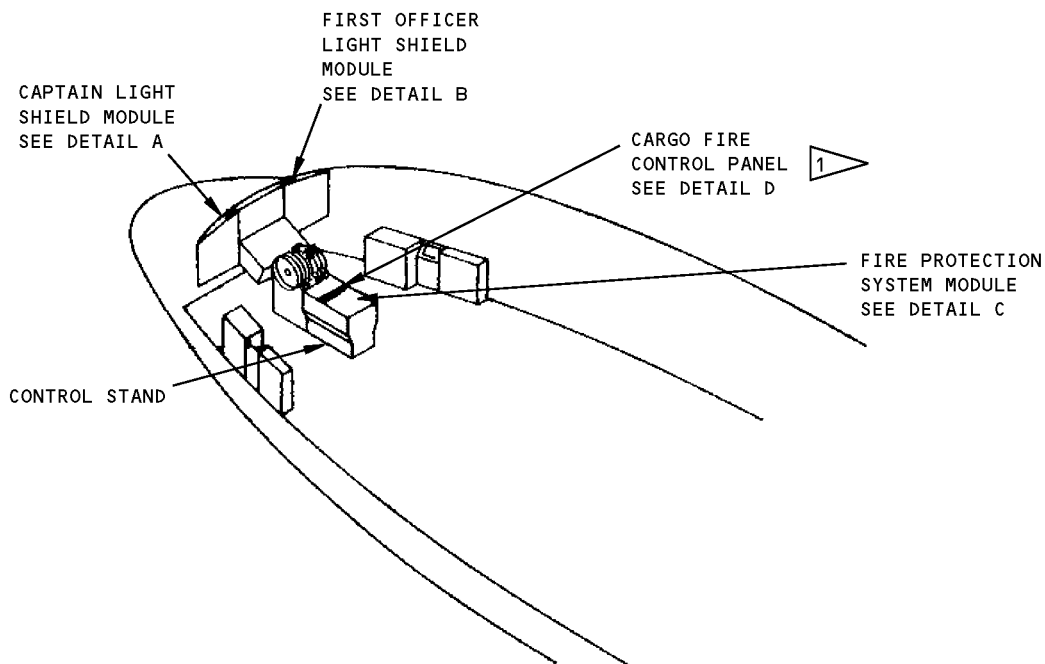 FIRST OFFICER
LIGHT SHIELD
MODULE
SEE DETAIL B
CAPTAIN LIGHT
SHIELD MODULE
SEE DETAIL A
CARGO FIRE
CONTROL PANEL 1
SEE DETAIL D
FIRE PROTECTION
SYSTEM MODULE
SEE DETAIL C
CONTROL STAND